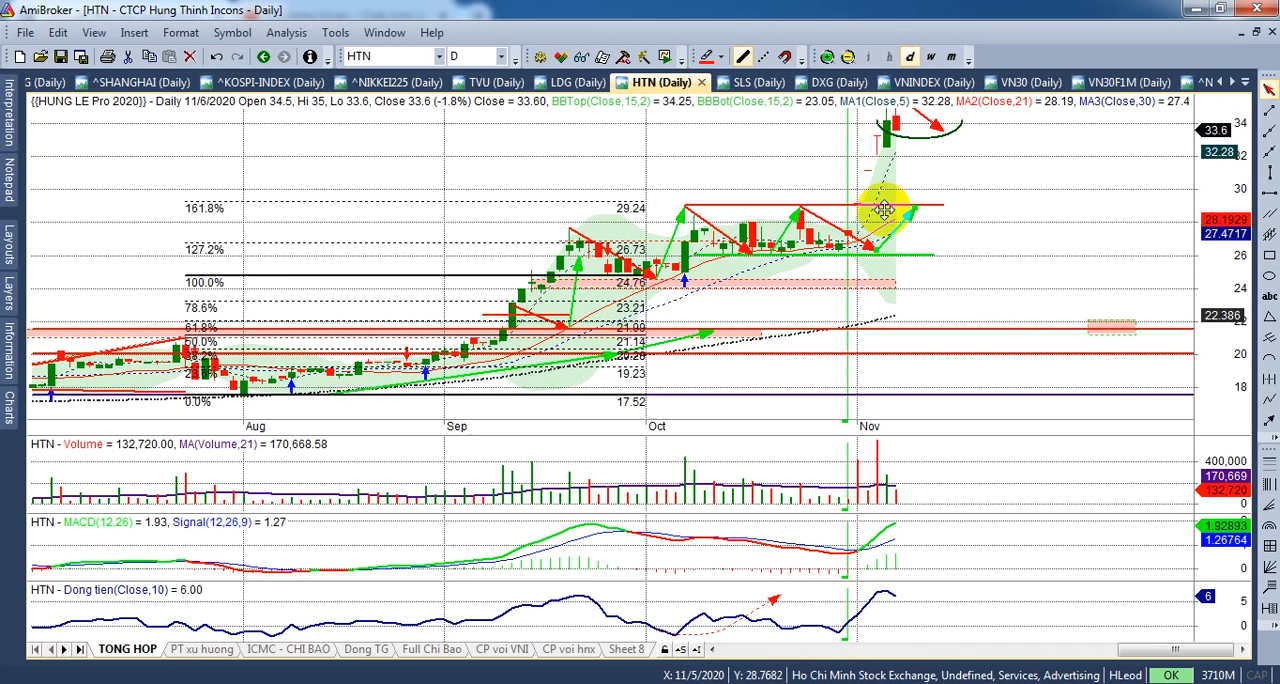 AmiBroker - [HTN - CTCP Hung Thinh Incons - Daily]
File Edit View Insert Format Symbol Analysis Tools Window Help
HTN D i h d w m
G (Daily) ^SHANGHAI (Daily) ^KOSPI-INDEX (Daily) ^NIKKEI225 (Daily) TVU (Daily) LDG (Daily) HTN (Daily) SLS (Daily) DXG (Daily) VNINDEX (Daily) VN30 (Daily) VN30F1M (Daily) ^N
{{HUNG LE Pro 2020}} - Daily 11/6/2020 Open 34.5, Hi 35, Lo 33.6, Close 33.6 (-1.8%) Close = 33.60, BBTop(Close,15,2) = 34.25, BBBot(Close,15,2) = 23.05, MA1(Close,5) = 32.28, MA2(Close,21) = 28.19, MA3(Close,30) = 27.4
Interpretation
Notepad
Layouts
Layers
Information
Charts
34
33.6
32.28
32
30
28.1929
27.4717
26
24
22.386
20
18
161.8% 29.24
127.2% 26.73
100.0% 24.76
78.6% 23.21
61.8% 21.99
50.0% 21.14
19.23
0.0% 17.52
Aug Sep Oct Nov
HTN - Volume = 132,720.00, MA(Volume,21) = 170,668.58
400,000
170,669
132,720
0
HTN - MACD(12,26) = 1.93, Signal(12,26,9) = 1.27
1.92893
1.26764
0
HTN - Dong tien(Close,10) = 6.00
6
5
0
abc
TONG HOP PT xu huong ICMC - CHI BAO Dong TG Full Chi Bao CP voi VNI CP voi hnx Sheet 8
X: 11/5/2020 Y: 28.7682 Ho Chi Minh Stock Exchange, Undefined, Services, Advertising HLeod OK 3710M CAP